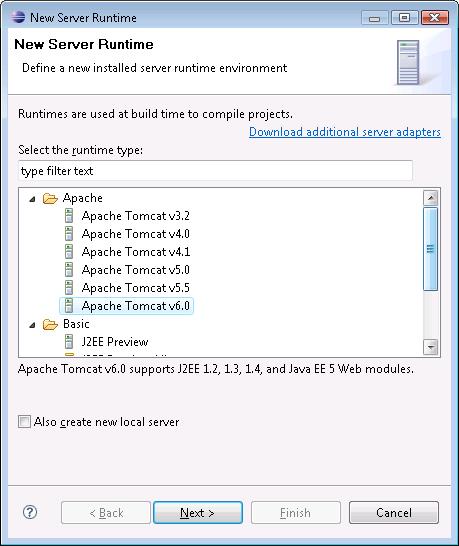 New Server Runtime
New Server Runtime
Define a new installed server runtime environment
Runtimes are used at build time to compile projects.
Download additional server adapters
Select the runtime type:
type filter text
Apache
Apache Tomcat v3.2
Apache Tomcat v4.0
Apache Tomcat v4.1
Apache Tomcat v5.0
Apache Tomcat v5.5
Apache Tomcat v6.0
Basic
J2EE Preview
Apache Tomcat v6.0 supports J2EE 1.2, 1.3, 1.4, and Java EE 5 Web modules.
Also create new local server
? < Back Next > Finish Cancel